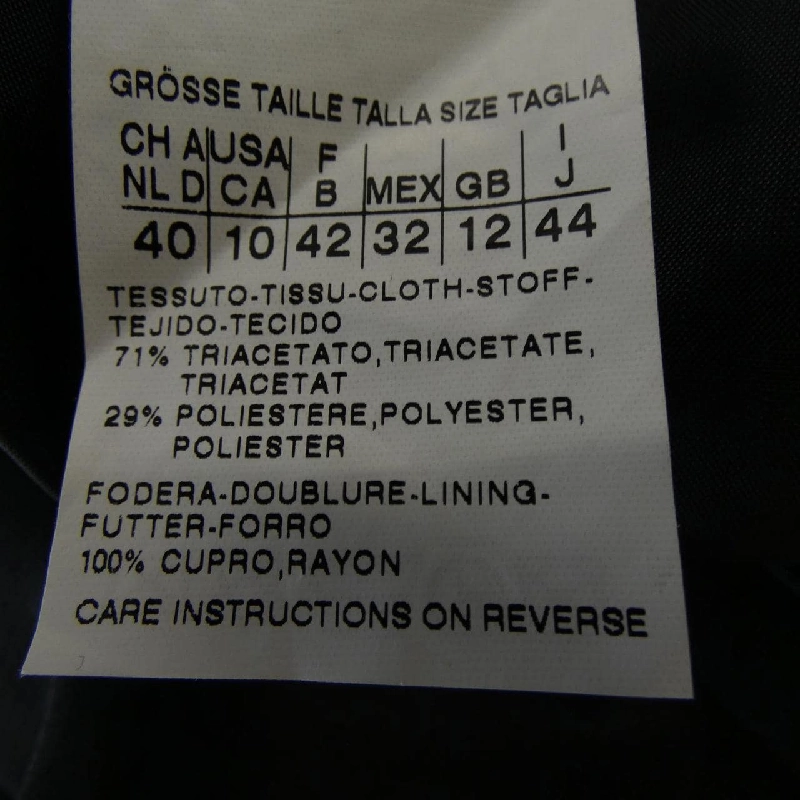 GRÖSSE TAILLE TALLA SIZE TAGLIA
CH A USA F I
NL D CA B MEX GB J
40 10 42 32 12 44
TESSUTO-TISSU-CLOTH-STOFF-
TEJIDO-TECIDO
71% TRIACETATO,TRIACETATE,
TRIACETAT
29% POLIESTERE,POLYESTER,
POLIESTER
FODERA-DOUBLURE-LINING-
FUTTER-FORRO
100% CUPRO,RAYON
CARE INSTRUCTIONS ON REVERSE
J